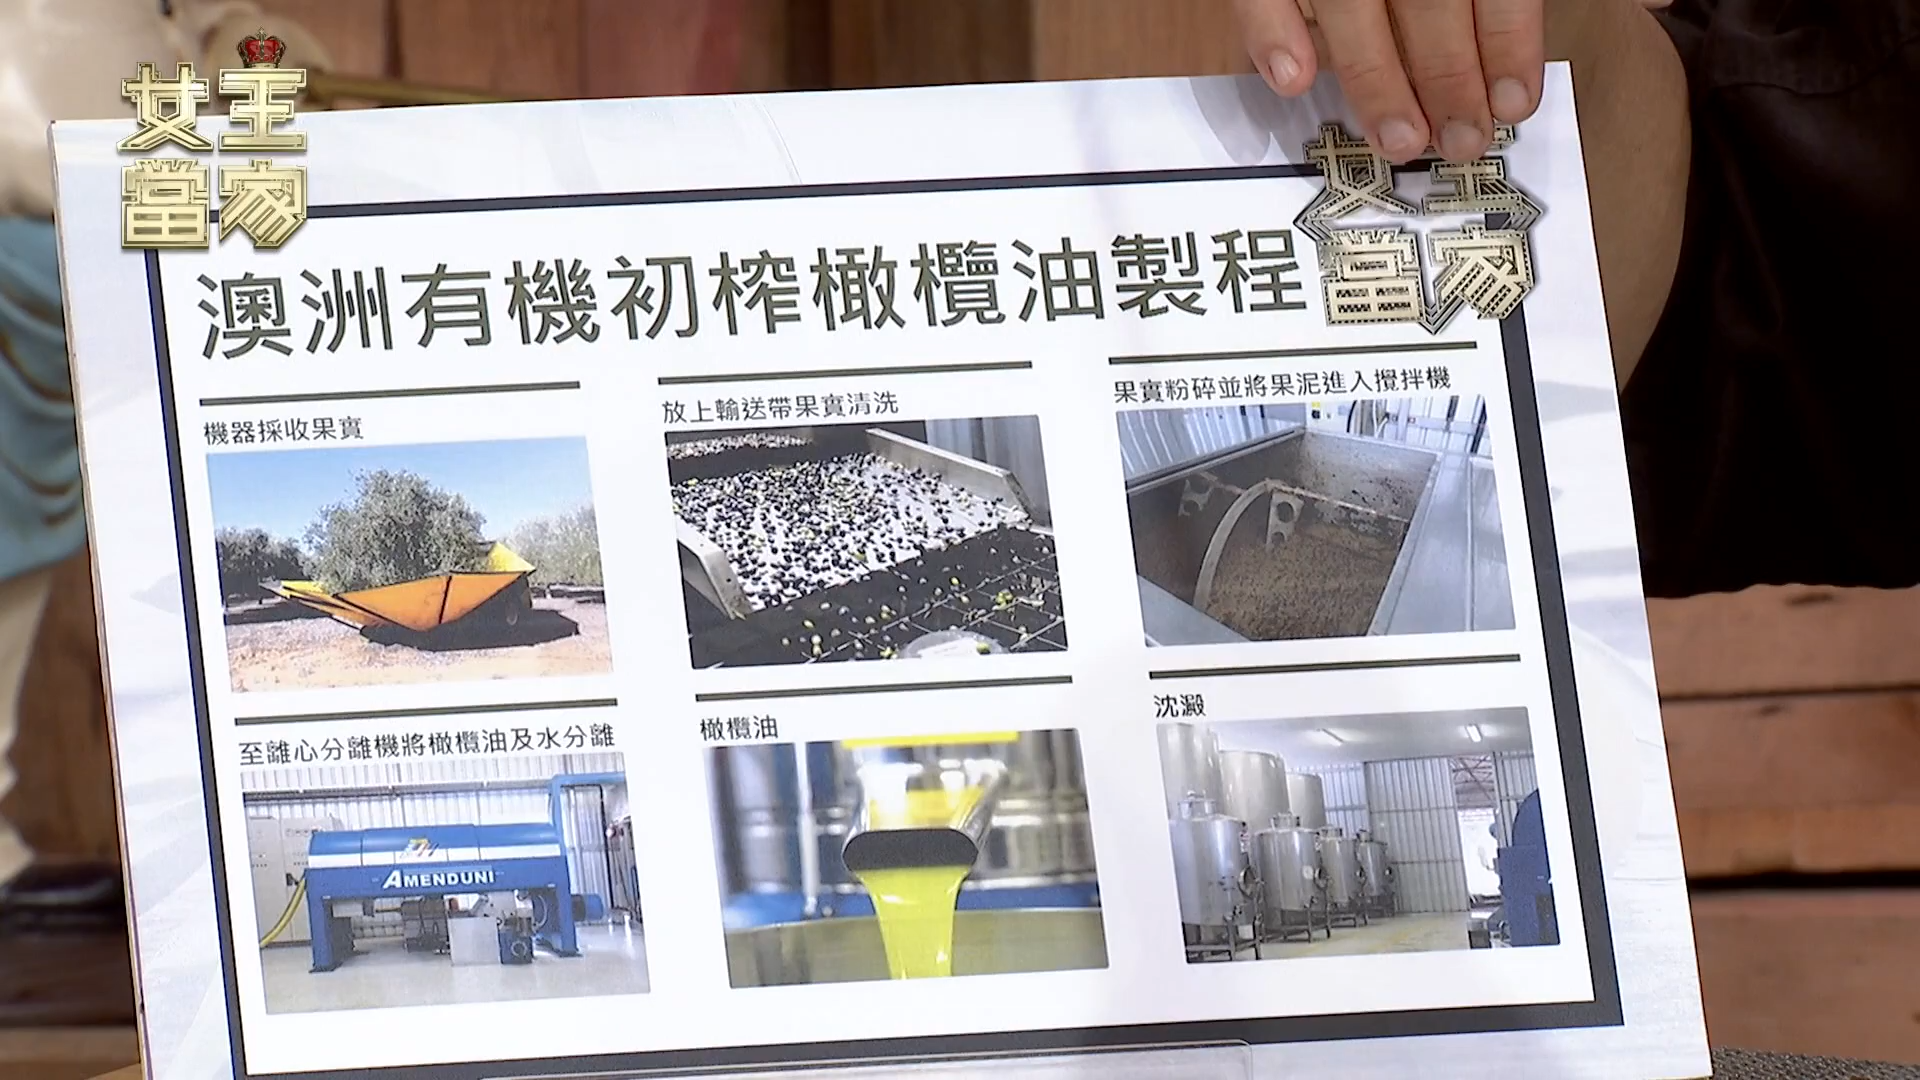 女王
當家
女王
當家
澳洲有機初榨橄欖油製程
機器採收果實
放上輸送帶果實清洗
果實粉碎並將果泥進入攪拌機
至離心分離機將橄欖油及水分離
橄欖油
沈澱
AMENDUNI